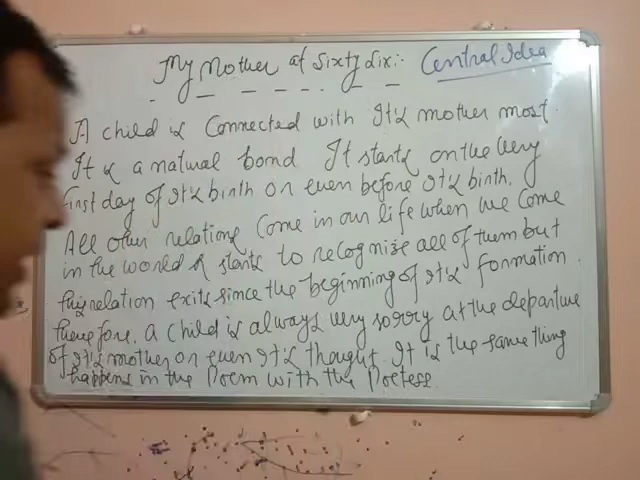 My Mother at Sixty Six:- Central Idea
A child is Connected with It's mother most.
It is a natural bond It starts on the very
first day of It's birth or even before It's birth.
All other relations Come in our life when we Come
in the world & starts to recognise all of them but
this relation exits since the beginning of It's formation.
therefore. a child is always very sorry at the departure
of It's mother or even It's thought. It is the same thing
happens in the Poem with the Poetess.